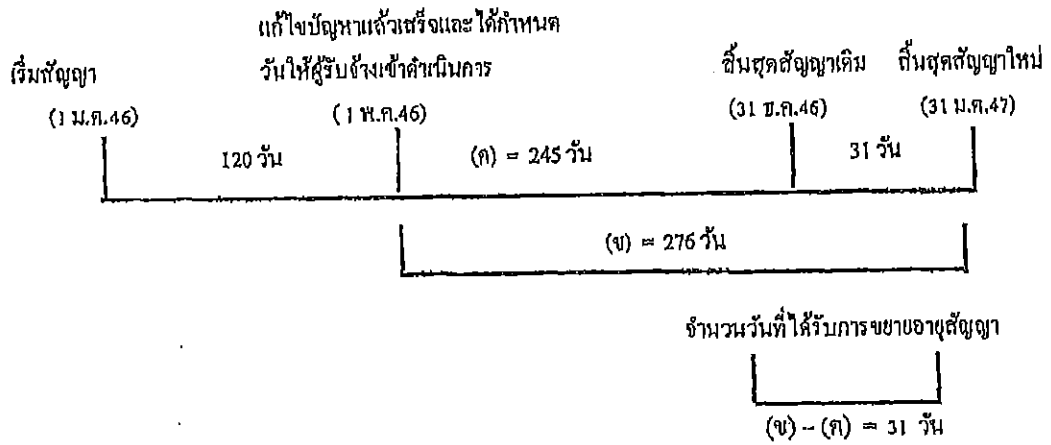 แก้ไขปัญหาแล้วเสร็จและได้กำหนด
วันให้ผู้รับจ้างเข้าดำเนินการ
เริ่มสัญญา
สิ้นสุดสัญญาเดิม
สิ้นสุดสัญญาใหม่
(1 ม.ค.46)
(1 พ.ค.46)
(31 ธ.ค.46)
(31 ม.ค.47)
120 วัน
(ค) = 245 วัน
31 วัน
(ข) = 276 วัน
จำนวนวันที่ได้รับการขยายอายุสัญญา
(ข) – (ค) = 31 วัน